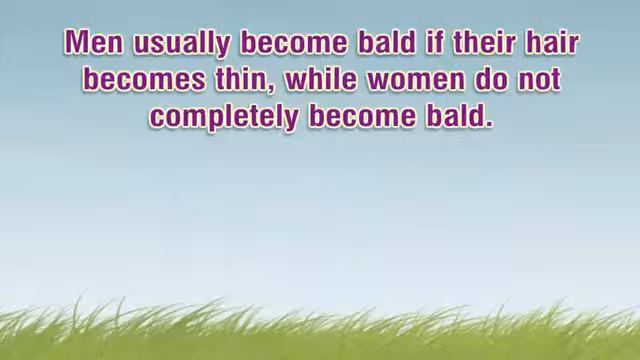 Men usually become bald if their hair
becomes thin, while women do not
completely become bald.